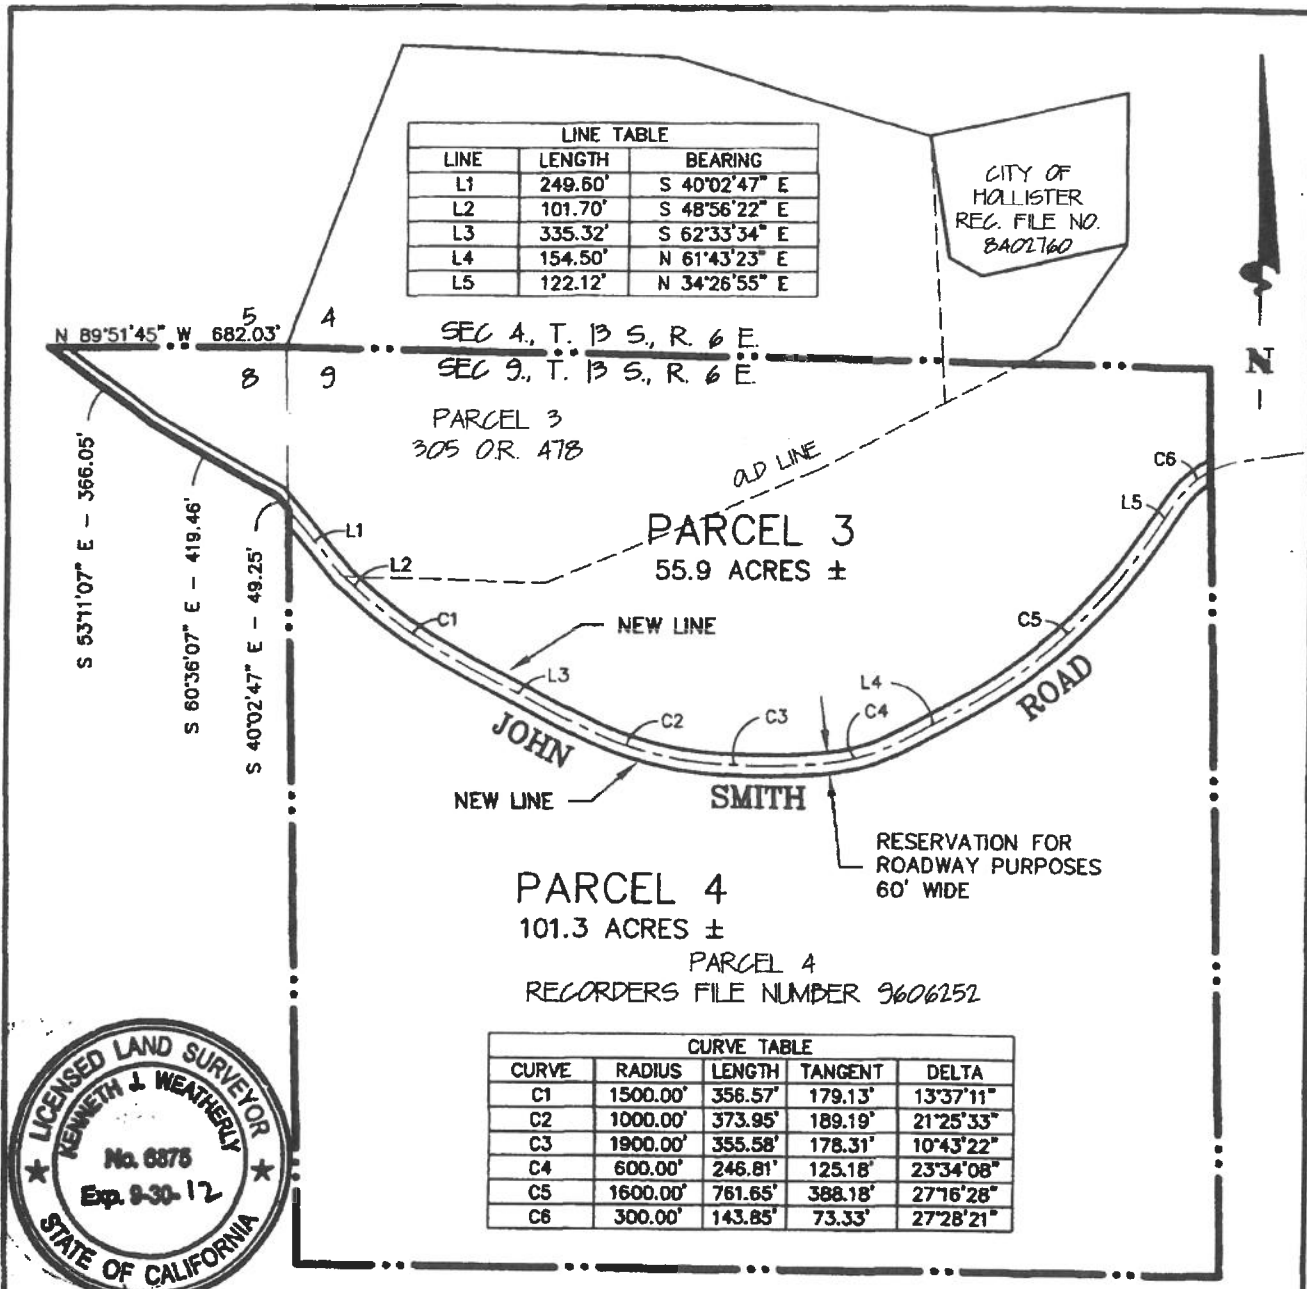 LINE TABLE
LINE LENGTH BEARING
L1 249.60' S 40°02'47" E
L2 101.70' S 48°56'22" E
L3 335.32' S 62°33'34" E
L4 154.50' N 61°43'23" E
L5 122.12' N 34°26'55" E
CITY OF
HOLLISTER
REC. FILE NO.
8A02760
N
5 4
N 89°51'45" W 682.03'
8 9
SEC 4., T. 13 S., R. 6 E.
SEC 9., T. 13 S., R. 6 E.
PARCEL 3
305 O.R. 478
OLD LINE
PARCEL 3
55.9 ACRES ±
S 53°11'07" E - 366.05'
S 60°36'07" E - 419.46'
S 40°02'47" E - 49.25'
L1
L2
C1
NEW LINE
L3
C2
C3
L4
C4
C5
L5
C6
JOHN
SMITH
ROAD
NEW LINE
RESERVATION FOR
ROADWAY PURPOSES
60' WIDE
PARCEL 4
101.3 ACRES ±
PARCEL 4
RECORDERS FILE NUMBER 9606252
CURVE TABLE
CURVE RADIUS LENGTH TANGENT DELTA
C1 1500.00' 356.57' 179.13' 13°37'11"
C2 1000.00' 373.95' 189.19' 21°25'33"
C3 1900.00' 355.58' 178.31' 10°43'22"
C4 600.00' 246.81' 125.18' 23°34'08"
C5 1600.00' 761.65' 388.18' 27°16'28"
C6 300.00' 143.85' 73.33' 27°28'21"
LICENSED LAND SURVEYOR
KENNETH J. WEATHERLY
No. 6875
Exp. 9-30-12
STATE OF CALIFORNIA